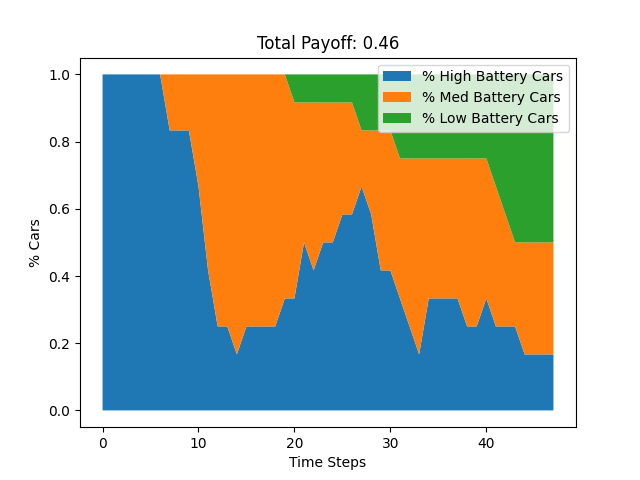 Total Payoff: 0.46
% High Battery Cars
% Med Battery Cars
% Low Battery Cars
1.0
0.8
0.6
0.4
0.2
0.0
% Cars
0
10
20
30
40
Time Steps